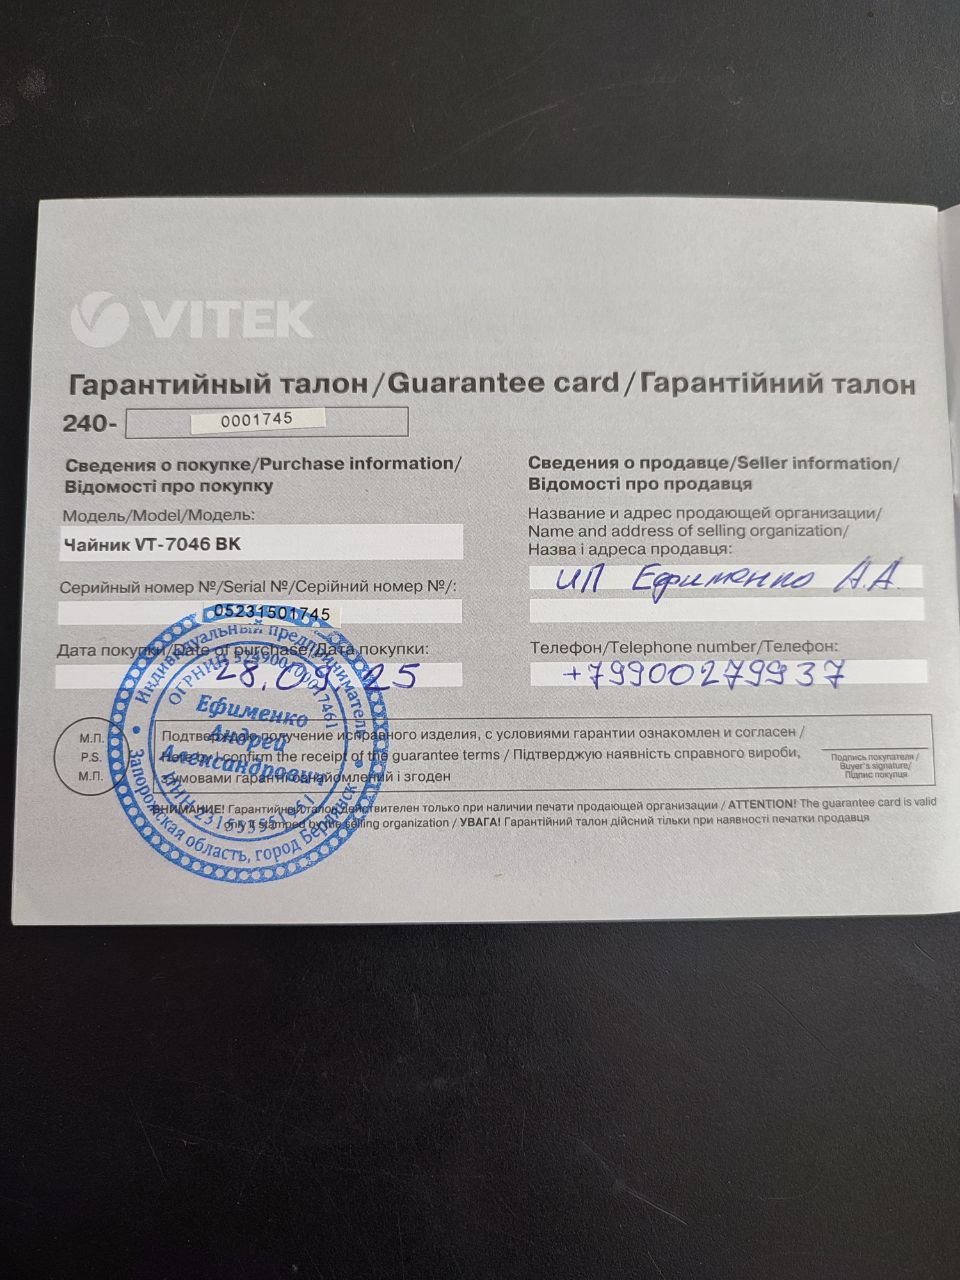 VITEK
Гарантийный талон/Guarantee card/Гарантійний талон
240- 0001745
Сведения о покупке/Purchase information/
Відомості про покупку
Модель/Model/Модель:
Чайник VT-7046 BK
Серийный номер №/Serial №/Серійний номер №/:
05231501745
Дата покупки/Date of purchase/Дата покупки:
28.09.25
Сведения о продавце/Seller information/
Відомості про продавця
Название и адрес продающей организации/
Name and address of selling organization/
Назва і адреса продавця:
ИП Ефименко А.А.
Телефон/Telephone number/Телефон:
+79900279937
М.П.
P.S.
М.П.
Подтверждаю получение исправного изделия, с условиями гарантии ознакомлен и согласен /
Hereby I confirm the receipt of the guarantee terms / Підтверджую наявність справного вироби,
з умовами гарантії ознайомлений і згоден
Подпись покупателя/
Buyer's signature/
Підпис покупця
ВНИМАНИЕ! Гарантийный талон действителен только при наличии печати продающей организации / ATTENTION! The guarantee card is valid
only if stamped by the selling organization / УВАГА! Гарантійний талон дійсний тільки при наявності печатки продавця
Индивидуальный предприниматель
ОГРНИП
Ефименко
Андрей
Александрович
ИНН
Запорожская область, город Бердянск